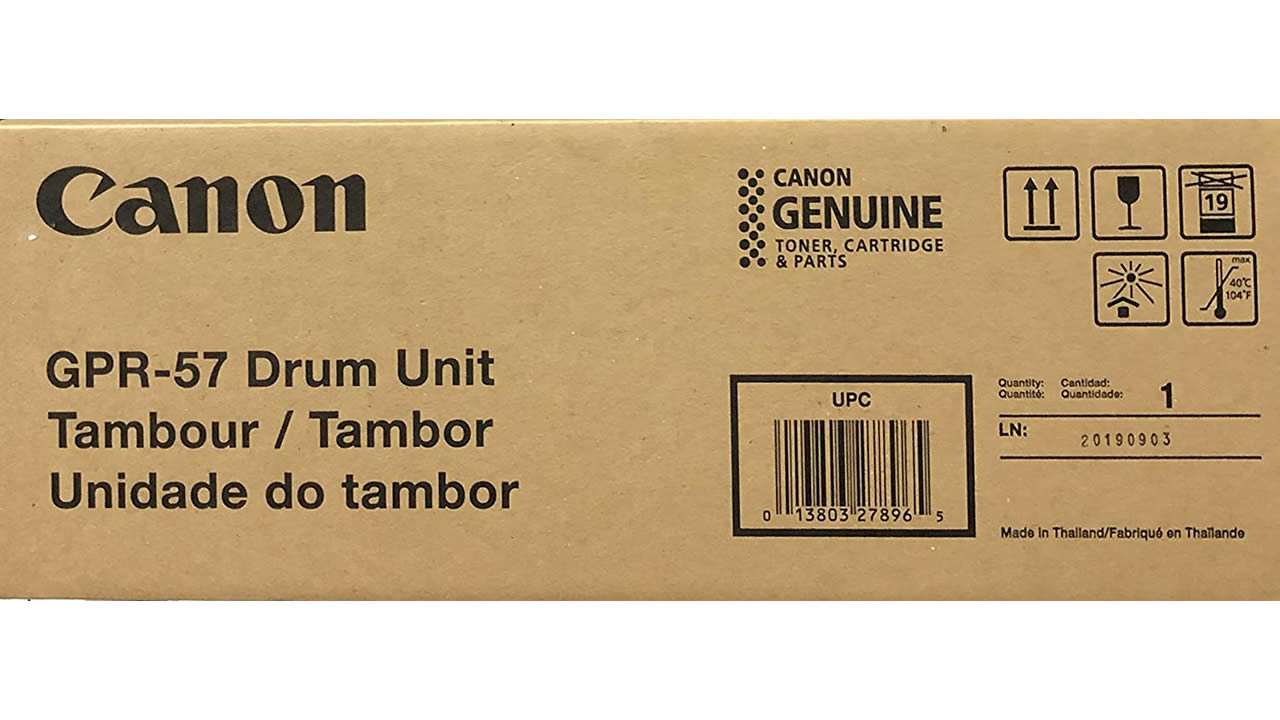 Canon
CANON
GENUINE
TONER, CARTRIDGE
& PARTS
19
max
40°C
104°F
GPR-57 Drum Unit
Tambour / Tambor
Unidade do tambor
UPC
0 13803 27896 5
Quantity: Cantidad:
Quantité: Quantidade: 1
LN: 20190903
Made in Thailand/Fabriqué en Thaïlande